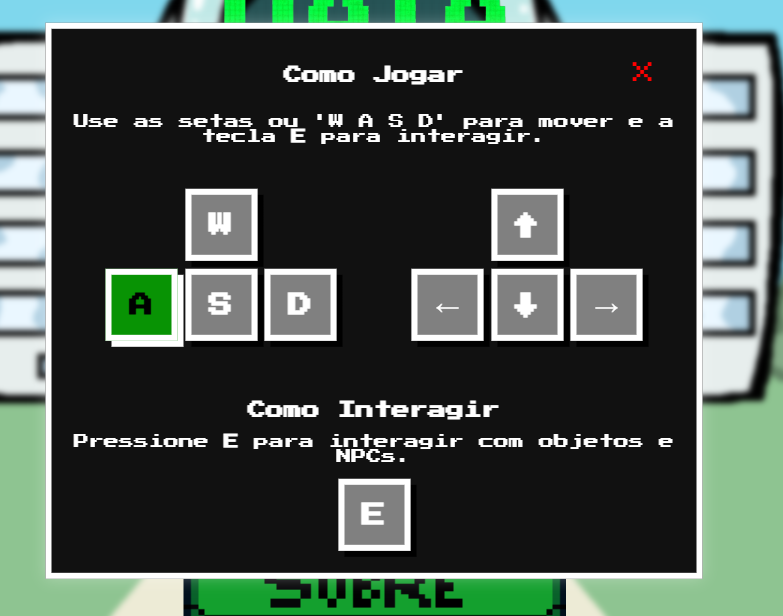 Como Jogar X
Use as setas ou 'W A S D' para mover e a
tecla E para interagir.
W ↑
A S D ← ↓ →
Como Interagir
Pressione E para interagir com objetos e
NPCs.
E
SOBRE